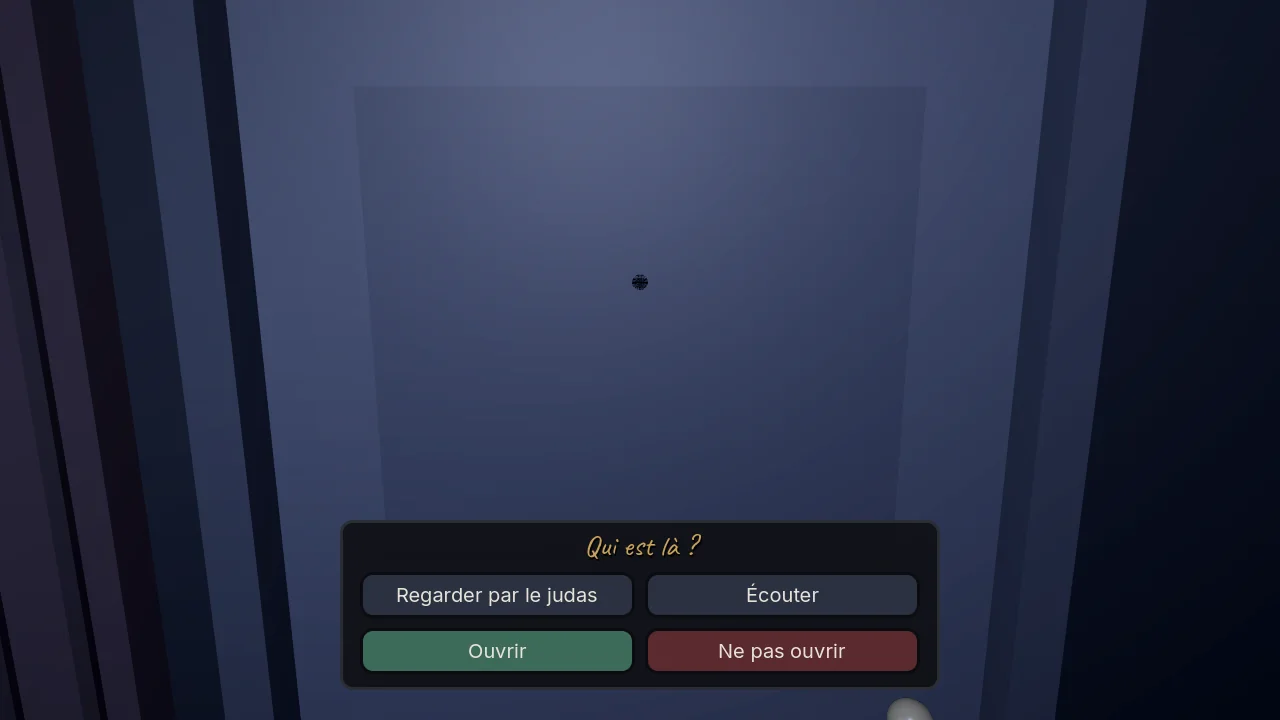 Qui est là ?
Regarder par le judas
Écouter
Ouvrir
Ne pas ouvrir